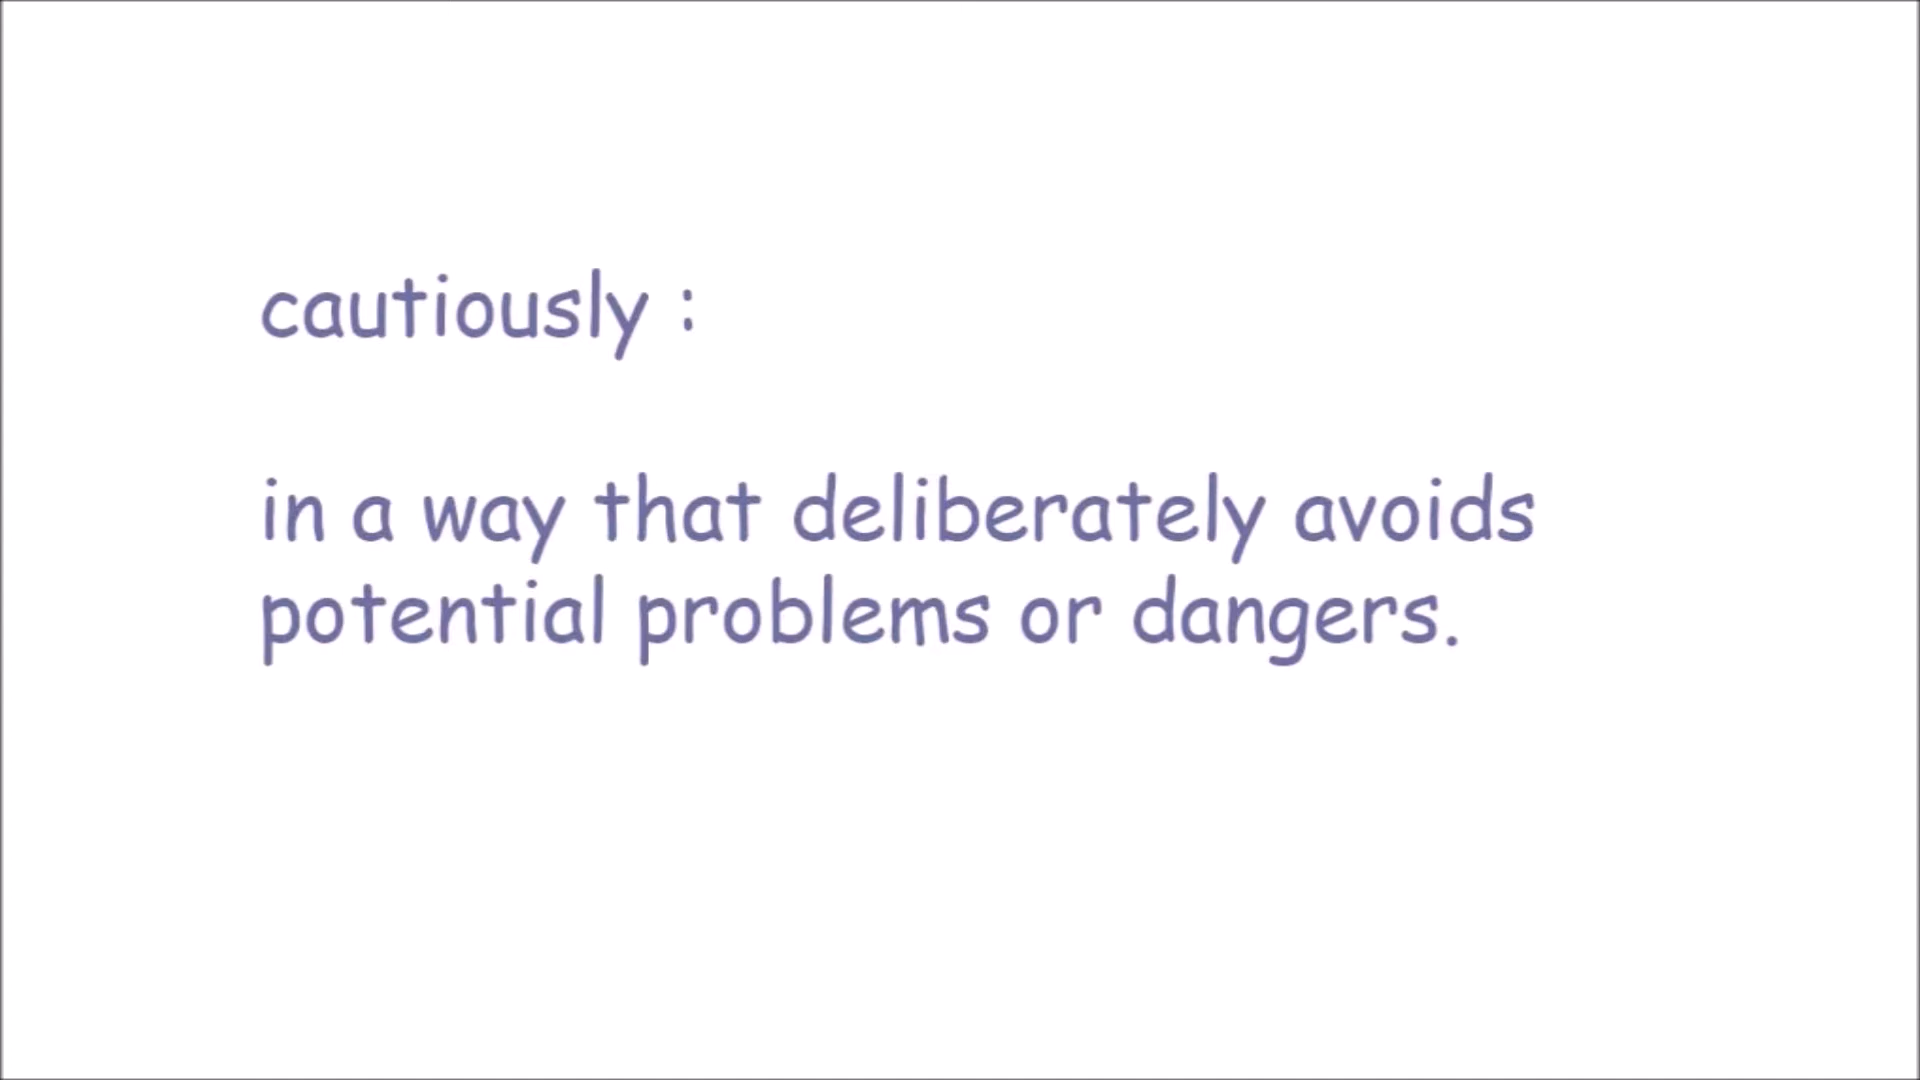 cautiously :
in a way that deliberately avoids
potential problems or dangers.